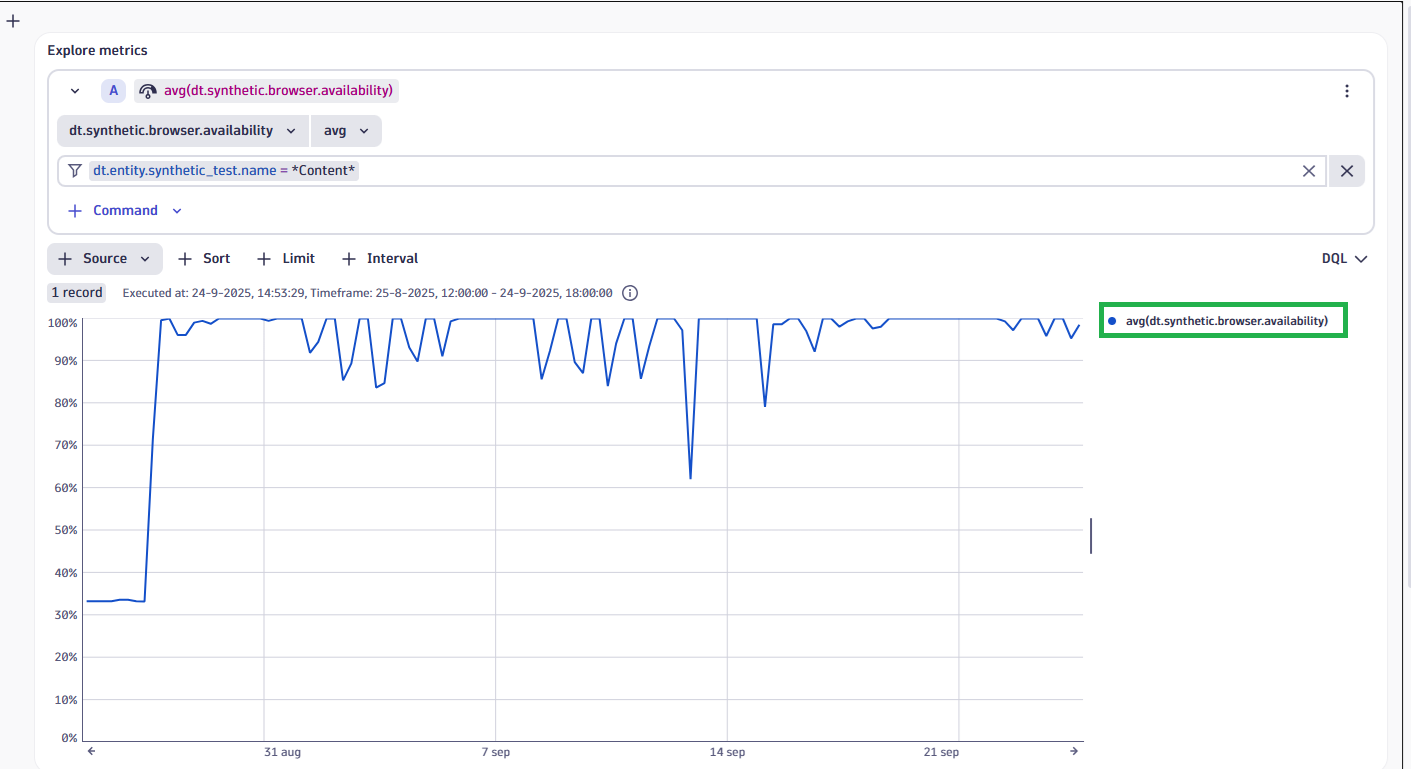 Explore metrics
A avg(dt.synthetic.browser.availability)
dt.synthetic.browser.availability avg
dt.entity.synthetic_test.name = *Content*
Command
Source Sort Limit Interval DQL
1 record Executed at: 24-9-2025, 14:53:29, Timeframe: 25-8-2025, 12:00:00 - 24-9-2025, 18:00:00
avg(dt.synthetic.browser.availability)
100%
90%
80%
70%
60%
50%
40%
30%
20%
10%
0%
31 aug 7 sep 14 sep 21 sep